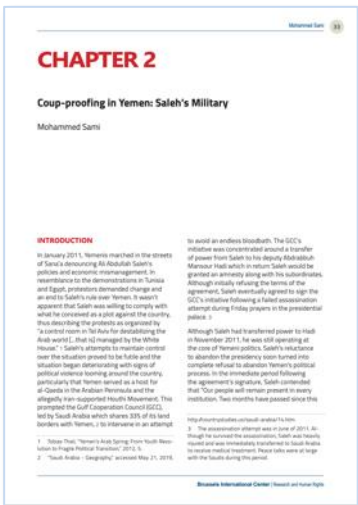 Mohammed Sami 33
CHAPTER 2
Coup-proofing in Yemen: Saleh's Military
Mohammed Sami
INTRODUCTION
In January 2011, Yemenis marched in the streets
of Sana'a denouncing Ali Abdullah Saleh's
policies and economic mismanagement. In
resemblance to the demonstrations in Tunisia
and Egypt, protestors demanded change and
an end to Saleh's rule over Yemen. It wasn't
apparent that Saleh was willing to comply with
what he conceived as a plot against the country,
thus describing the protests as organized by
"a control room in Tel Aviv for destabilizing the
Arab world [..that is] managed by the White
House." 1 Saleh's attempts to maintain control
over the situation proved to be futile and the
situation began deteriorating with signs of
political violence looming around the country,
particularly that Yemen served as a host for
al-Qaeda in the Arabian Peninsula and the
allegedly Iran-supported Houthi Movement. This
prompted the Gulf Cooperation Council (GCC),
led by Saudi Arabia which shares 335 of its land
borders with Yemen, 2 to intervene in an attempt
1 Tobias Thiel, "Yemen's Arab Spring: From Youth Revo-
lution to Fragile Political Transition," 2012, 5.
2 "Saudi Arabia - Geography," accessed May 21, 2019,
to avoid an endless bloodbath. The GCC's
initiative was concentrated around a transfer
of power from Saleh to his deputy Abdrabbuh
Mansour Hadi which in return Saleh would be
granted an amnesty along with his subordinates.
Although initially refusing the terms of the
agreement, Saleh eventually agreed to sign the
GCC's initiative following a failed assassination
attempt during Friday prayers in the presidential
palace. 3
Although Saleh had transferred power to Hadi
in November 2011, he was still operating at
the core of Yemeni politics. Saleh's reluctance
to abandon the presidency soon turned into
complete refusal to abandon Yemen's political
process. In the immediate period following
the agreement's signature, Saleh contended
that "Our people will remain present in every
institution. Two months have passed since this
http://countrystudies.us/saudi-arabia/14.htm.
3 The assassination attempt was in June of 2011. Al-
though he survived the assassination, Saleh was heavily
injured and was immediately transferred to Saudi Arabia
to receive medical treatment. Peace talks were at large
with the Saudis during this period.
Brussels International Center | Research and Human Rights